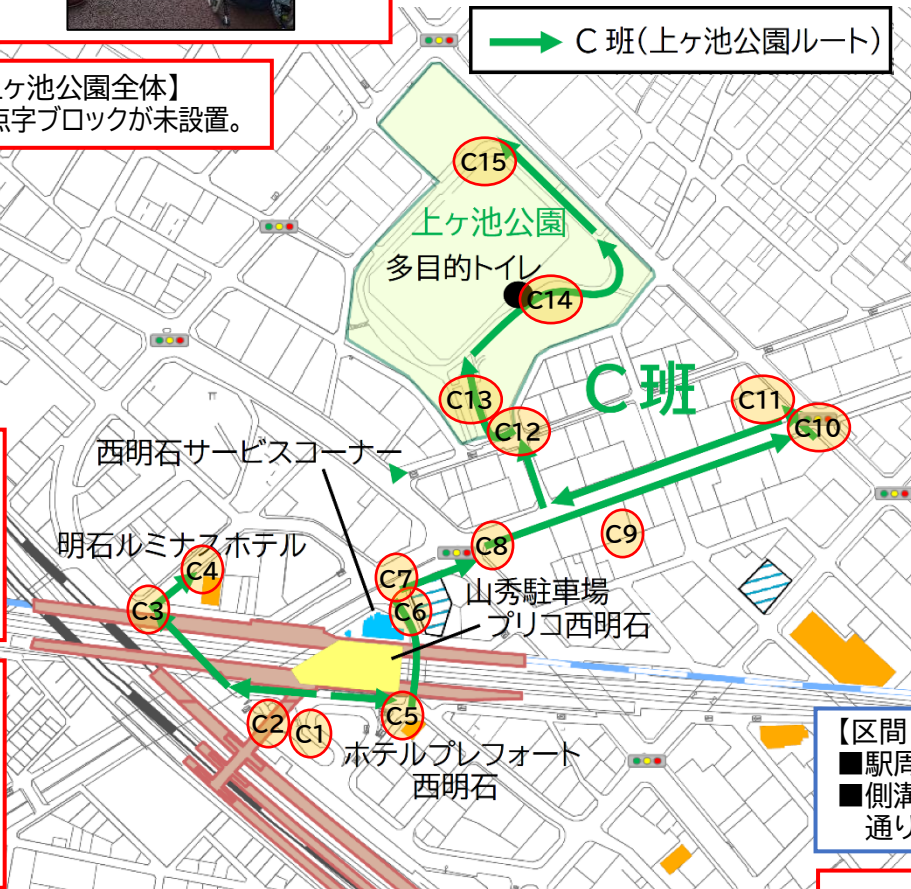 C班(上ヶ池公園ルート)
ヶ池公園全体】
点字ブロックが未設置。
C15
上ヶ池公園
多目的トイレ
C14
C班
C13
C11
C12
C10
西明石サービスコーナー
C9
C8
明石ルミナスホテル
C4
C7
C3
C6
山秀駐車場
プリコ西明石
C5
C2
C1
ホテルプレフォート
西明石
【区間
■駅周
■側溝
通り